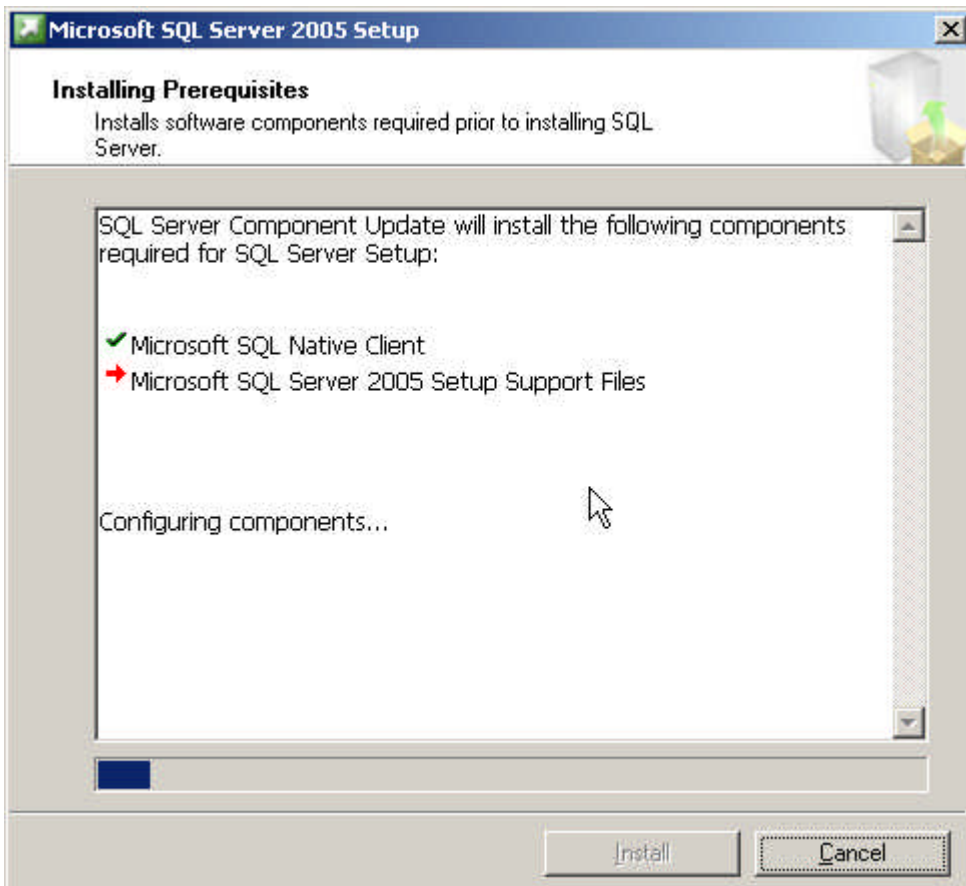 Microsoft SQL Server 2005 Setup
Installing Prerequisites
Installs software components required prior to installing SQL
Server.
SQL Server Component Update will install the following components
required for SQL Server Setup:
Microsoft SQL Native Client
Microsoft SQL Server 2005 Setup Support Files
Configuring components...
Install
Cancel